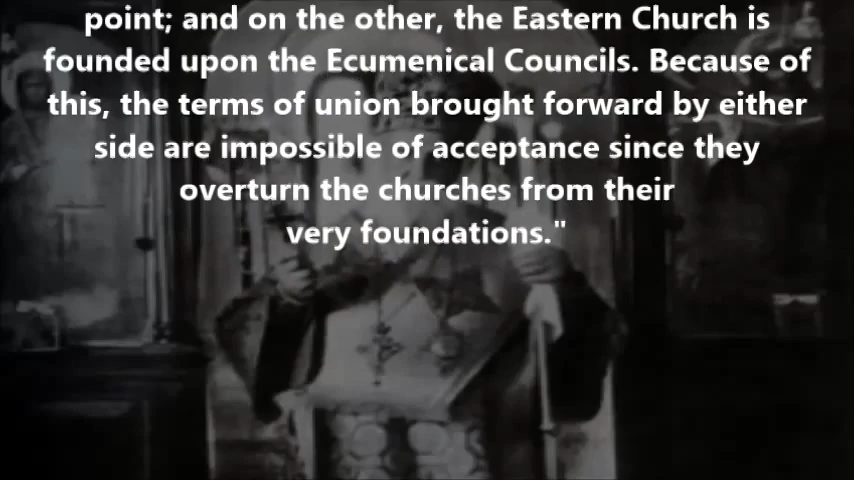 point; and on the other, the Eastern Church is
founded upon the Ecumenical Councils. Because of
this, the terms of union brought forward by either
side are impossible of acceptance since they
overturn the churches from their
very foundations."